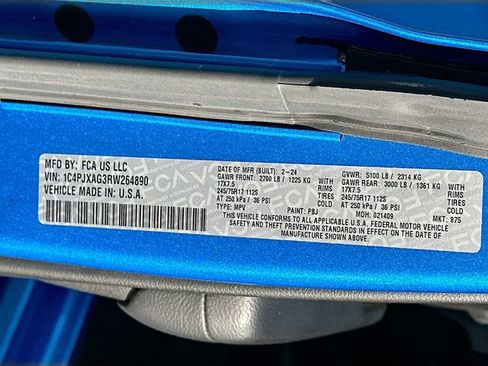 MFD BY: FCA US LLC
VIN: 1C4PJXAG3RW264890
VEHICLE MADE IN U.S.A.
DATE OF MFR (BUILT): 2-24 GVWR: 5100 LB / 2314 KG
GAWR FRONT: 2700 LB / 1225 KG WITH GAWR REAR: 3000 LB / 1361 KG WITH
17X7.5 RIMS 17X7.5 RIMS
245/75R17 112S TIRES 245/75R17 112S TIRES
AT 250 kPa / 36 PSI COLD AT 250 kPa / 36 PSI COLD
TYPE: MPV PAINT: PBJ MDH: 021409 MKT: 875
THIS VEHICLE CONFORMS TO ALL APPLICABLE U.S.A. FEDERAL MOTOR VEHICLE
SAFETY AND THEFT PREVENTION STANDARDS IN EFFECT ON THE DATE OF
MANUFACTURE SHOWN ABOVE.